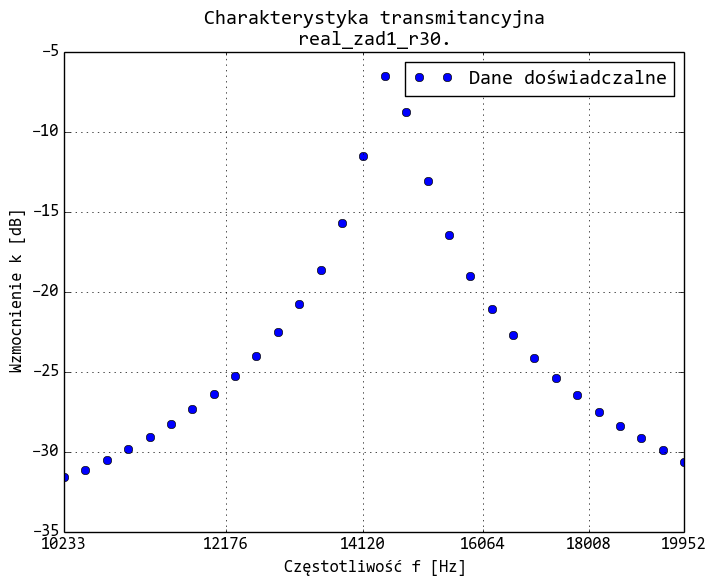 Charakterystyka transmitancyjna
real_zad1_r30.
Dane doświadczalne
Wzmocnienie k [dB]
−5
−10
−15
−20
−25
−30
−35
10233 12176 14120 16064 18008 19952
Częstotliwość f [Hz]